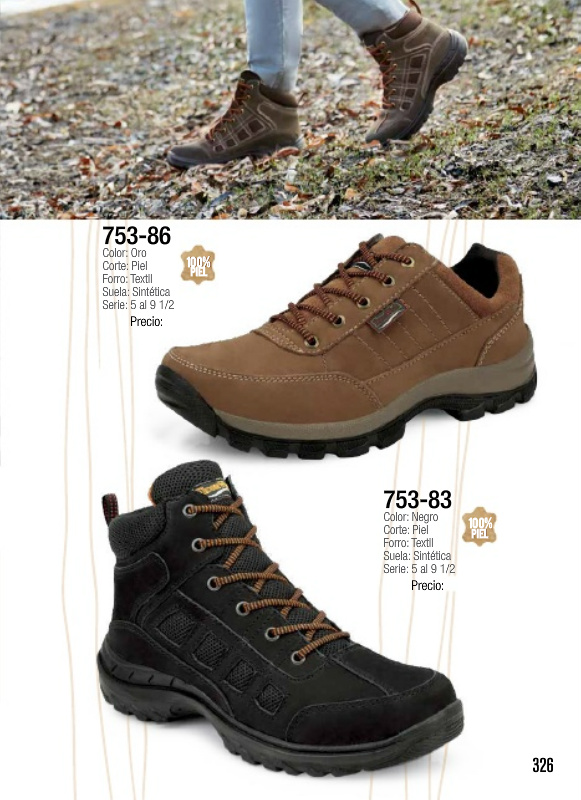 753-86
Color: Oro
Corte: Piel
Forro: Textil
Suela: Sintética
Serie: 5 al 9 1/2
Precio:
100%
PIEL
753-83
Color: Negro
Corte: Piel
Forro: Textil
Suela: Sintética
Serie: 5 al 9 1/2
Precio:
100%
PIEL
326